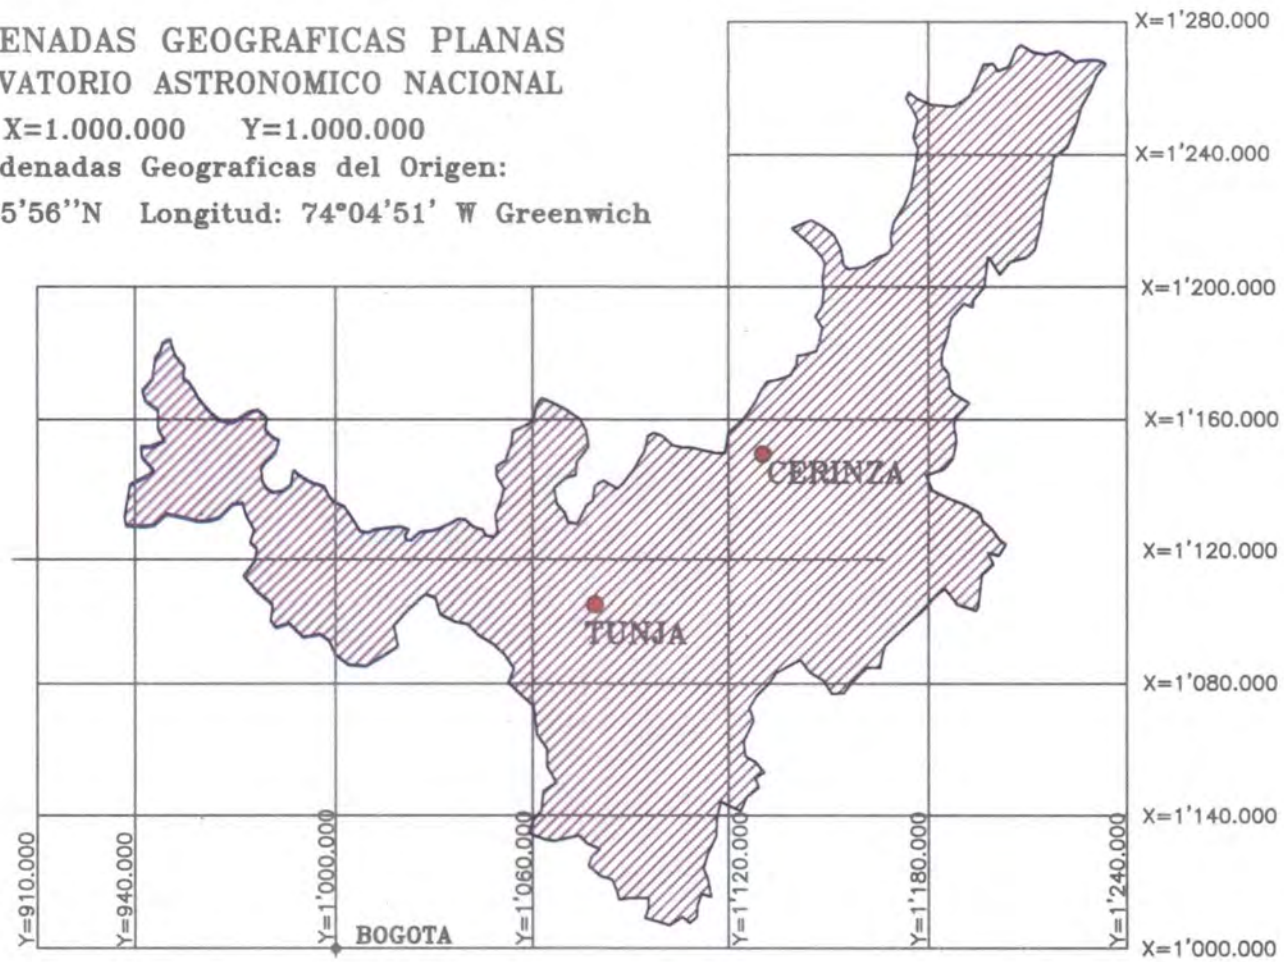 ENADAS GEOGRAFICAS PLANAS
VATORIO ASTRONOMICO NACIONAL
X=1.000.000 Y=1.000.000
denadas Geograficas del Origen:
5'56''N Longitud: 74°04'51' W Greenwich
X=1'280.000
X=1'240.000
X=1'200.000
X=1'160.000
CERINZA
X=1'120.000
TUNJA
X=1'080.000
X=1'140.000
Y=910.000
Y=940.000
Y=1'000.000
Y=1'060.000
Y=1'120.000
Y=1'180.000
Y=1'240.000
BOGOTA
X=1'000.000